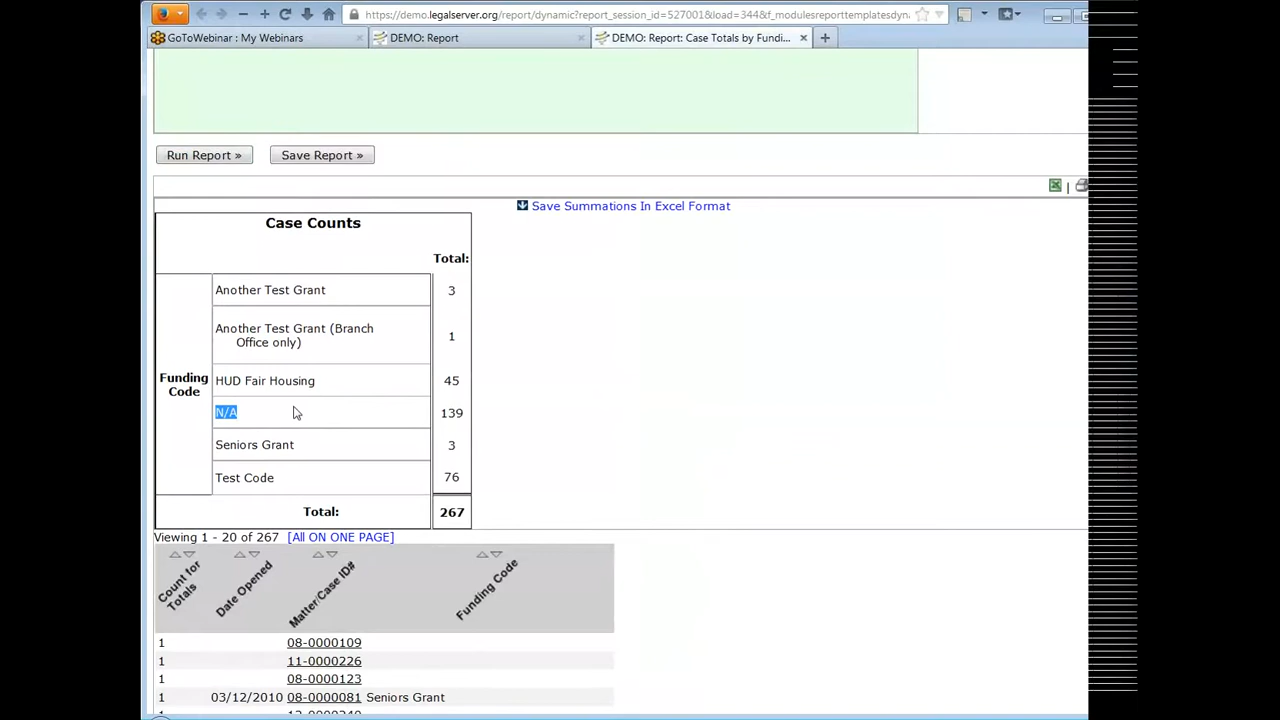 https://demo.legalserver.org/report/dynamic?report_session_id=527001&load=344&f_modulesreporttemplatesdyn
GoToWebinar : My Webinars
DEMO: Report
DEMO: Report: Case Totals by Fundi...
Run Report »
Save Report »
|
Save Summations In Excel Format
Case Counts
Total:
Another Test Grant 3
Another Test Grant (Branch
Office only) 1
Funding
Code
HUD Fair Housing 45
N/A 139
Seniors Grant 3
Test Code 76
Total: 267
Viewing 1 - 20 of 267 [All ON ONE PAGE]
Count for
Totals
Date Opened
Matter/Case ID#
Funding Code
1 08-0000109
1 11-0000226
1 08-0000123
1 03/12/2010 08-0000081 Seniors Grant